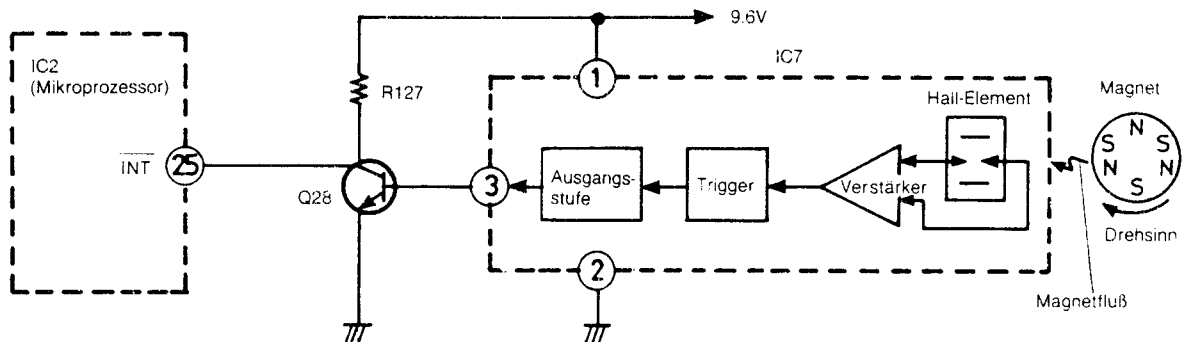 9.6V
IC2
(Mikroprozessor)
INT
25
R127
Q28
1
IC7
Hall-Element
3
Ausgangs-
stufe
Trigger
Verstärker
2
Magnet
N
S
S
N
N
S
Drehsinn
Magnetfluß